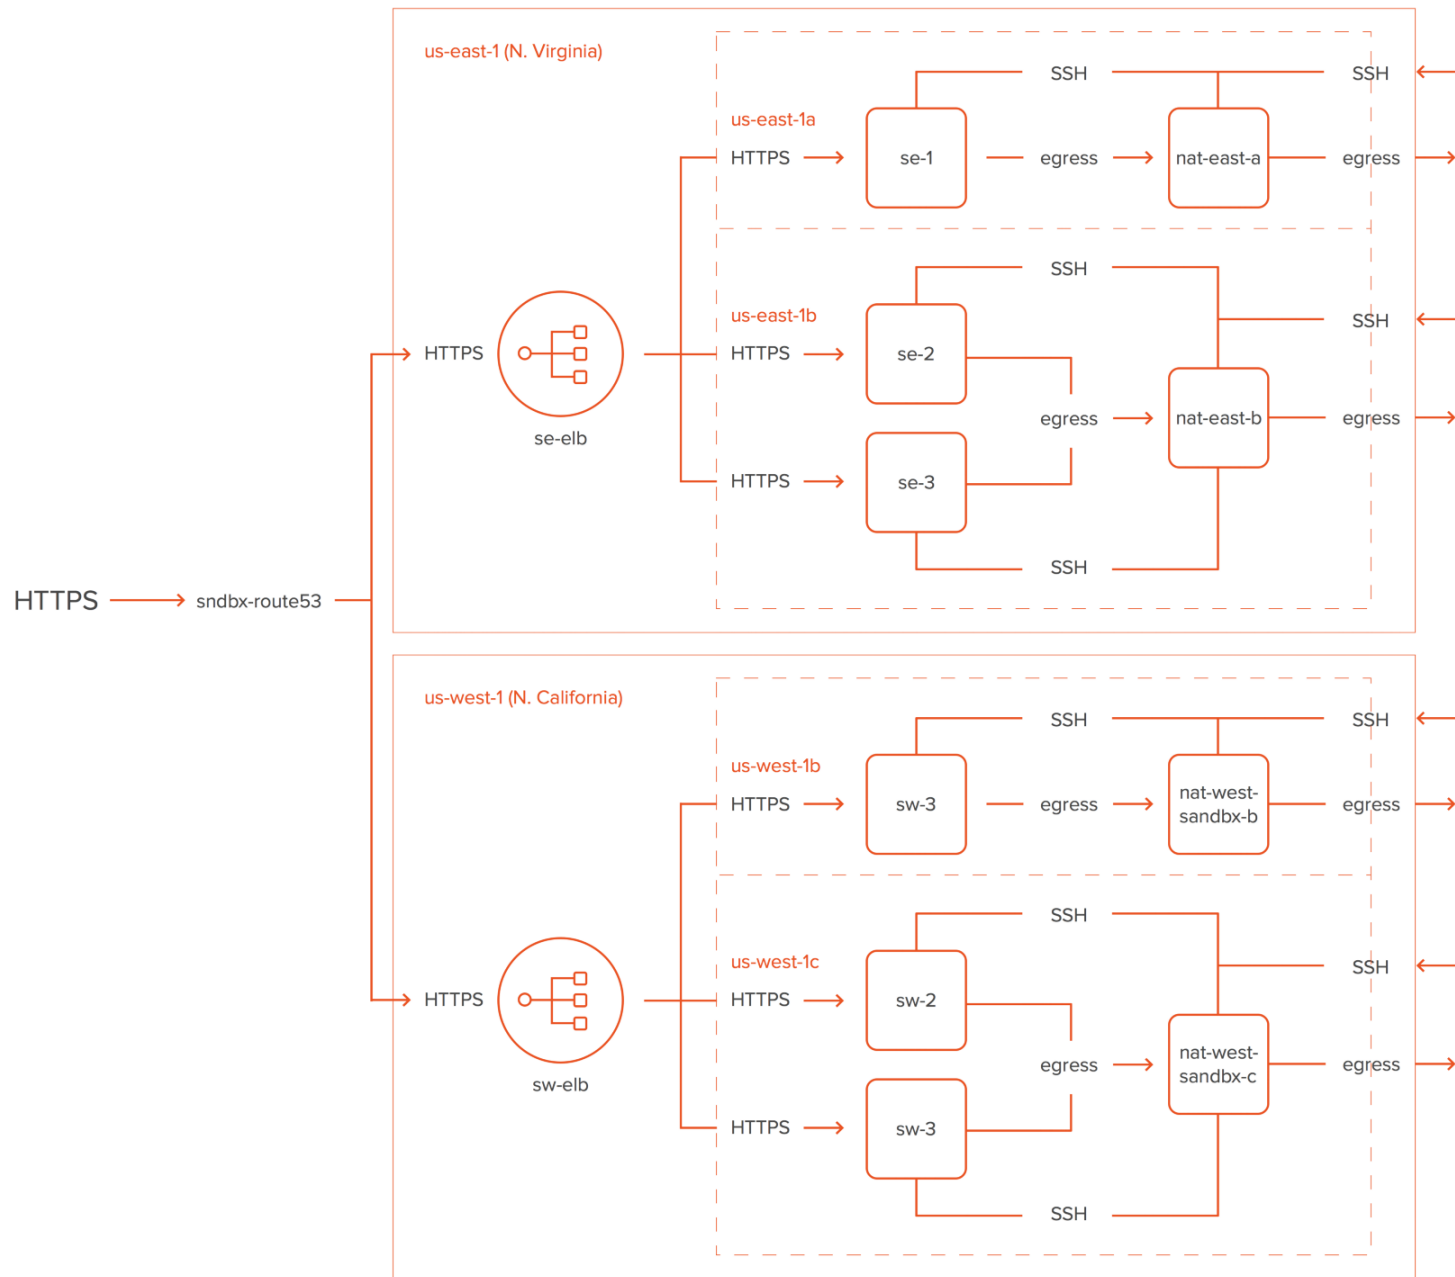 us-east-1 (N. Virginia)
SSH
SSH
us-east-1a
HTTPS
se-1
egress
nat-east-a
egress
SSH
us-east-1b
SSH
HTTPS
HTTPS
se-2
se-elb
egress
nat-east-b
egress
HTTPS
se-3
SSH
HTTPS
sndbx-route53
us-west-1 (N. California)
SSH
SSH
us-west-1b
HTTPS
sw-3
egress
nat-west-
sandbx-b
egress
SSH
us-west-1c
SSH
HTTPS
HTTPS
sw-2
sw-elb
egress
nat-west-
sandbx-c
egress
HTTPS
sw-3
SSH